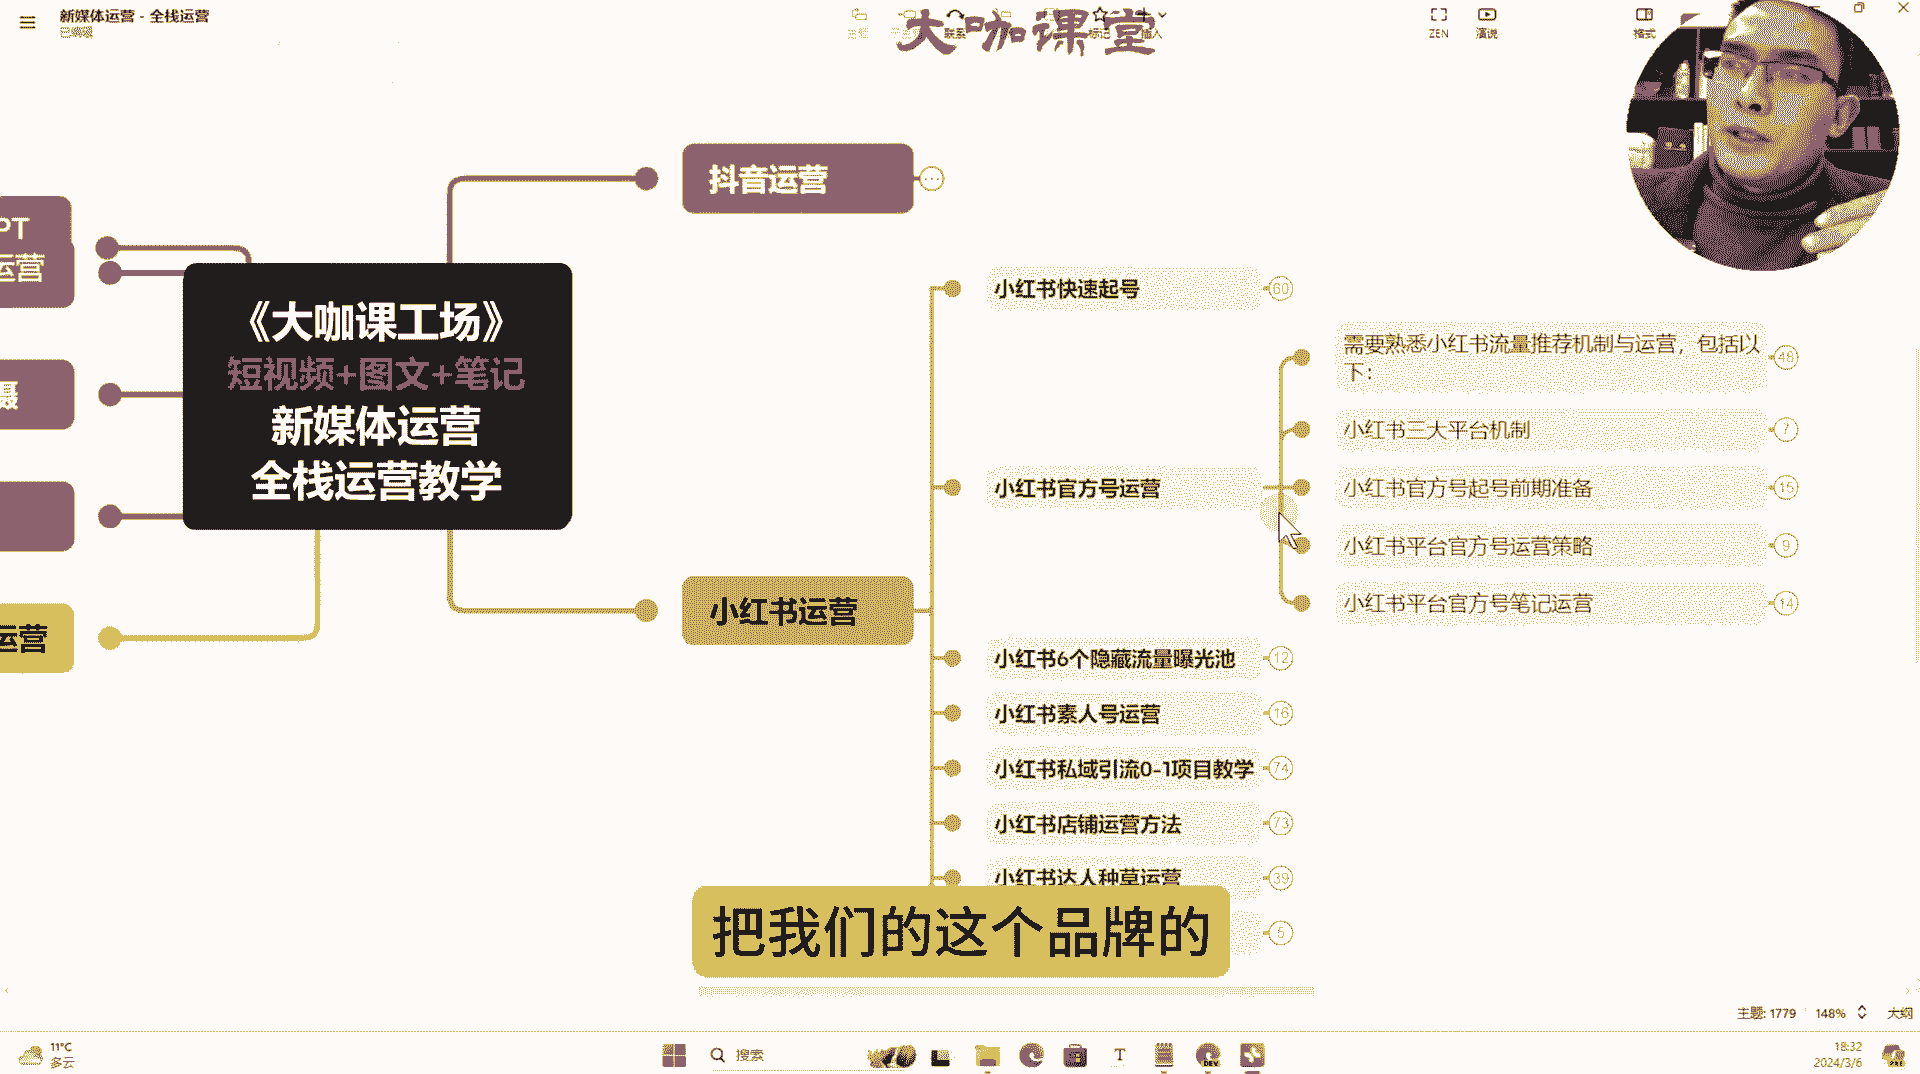 新媒体运营 - 全栈运营
已编辑
大咖课堂
联系
标记
插入
ZEN
演说
格式
PT
运营
摄
运营
《大咖课工场》
短视频+图文+笔记
新媒体运营
全栈运营教学
抖音运营
小红书运营
小红书快速起号
60
小红书官方号运营
需要熟悉小红书流量推荐机制与运营，包括以
下：
48
小红书三大平台机制
7
小红书官方号起号前期准备
15
小红书平台官方号运营策略
9
小红书平台官方号笔记运营
14
小红书6个隐藏流量曝光池
12
小红书素人号运营
16
小红书私域引流0-1项目教学
74
小红书店铺运营方法
73
小红书达人种草运营
39
5
把我们的这个品牌的
主题: 1779
148%
大纲
11°C
多云
搜索
T
DEV
18:32
2024/3/6
PRE